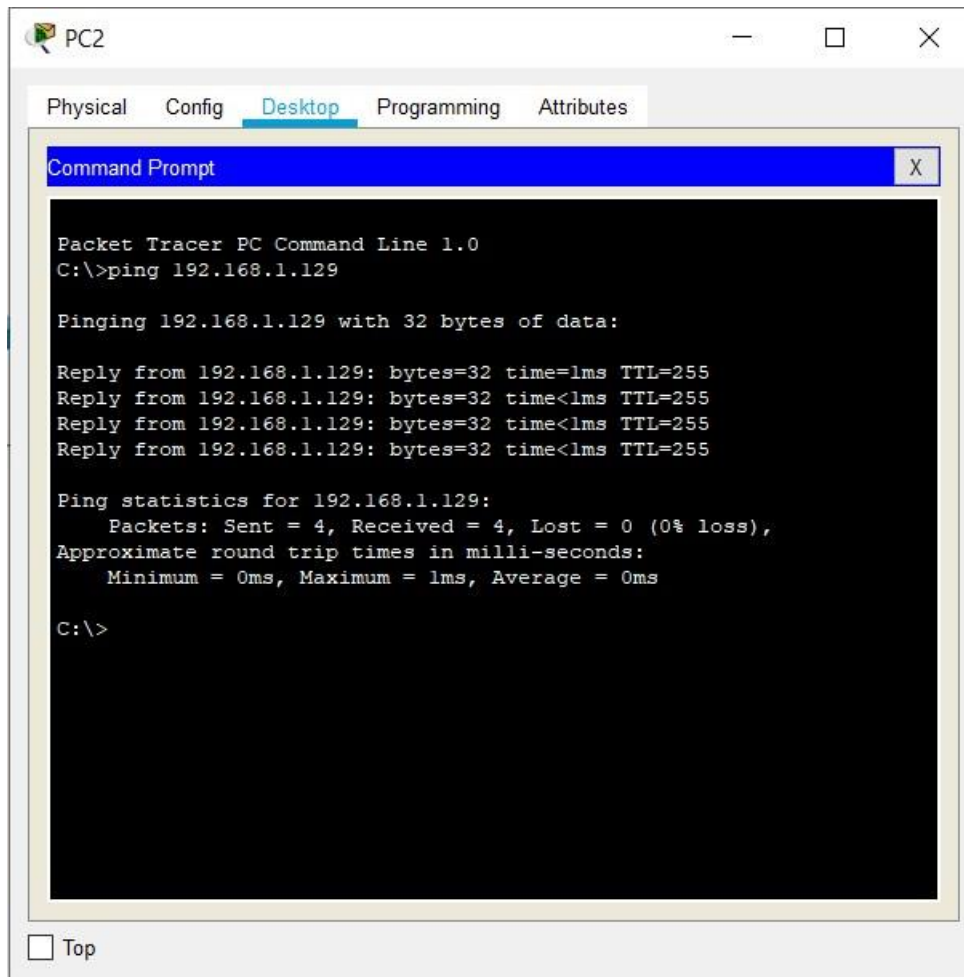 PC2
Physical Config Desktop Programming Attributes
Command Prompt X
Packet Tracer PC Command Line 1.0
C:\>ping 192.168.1.129
Pinging 192.168.1.129 with 32 bytes of data:
Reply from 192.168.1.129: bytes=32 time=1ms TTL=255
Reply from 192.168.1.129: bytes=32 time<1ms TTL=255
Reply from 192.168.1.129: bytes=32 time<1ms TTL=255
Reply from 192.168.1.129: bytes=32 time<1ms TTL=255
Ping statistics for 192.168.1.129:
    Packets: Sent = 4, Received = 4, Lost = 0 (0% loss),
Approximate round trip times in milli-seconds:
    Minimum = 0ms, Maximum = 1ms, Average = 0ms
C:\>
Top